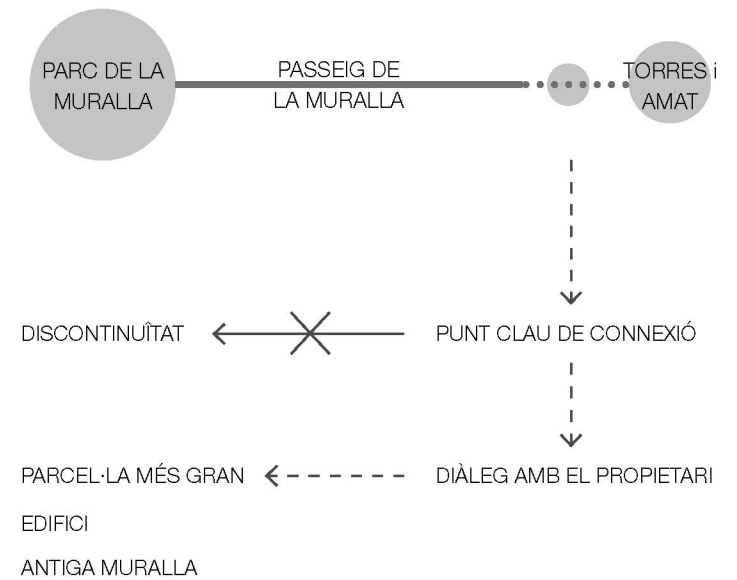 PARC DE LA
MURALLA
PASSEIG DE
LA MURALLA
TORRES i
AMAT
DISCONTINUÎTAT
PUNT CLAU DE CONNEXIÓ
PARCEL·LA MÉS GRAN
DIÀLEG AMB EL PROPIETARI
EDIFICI
ANTIGA MURALLA